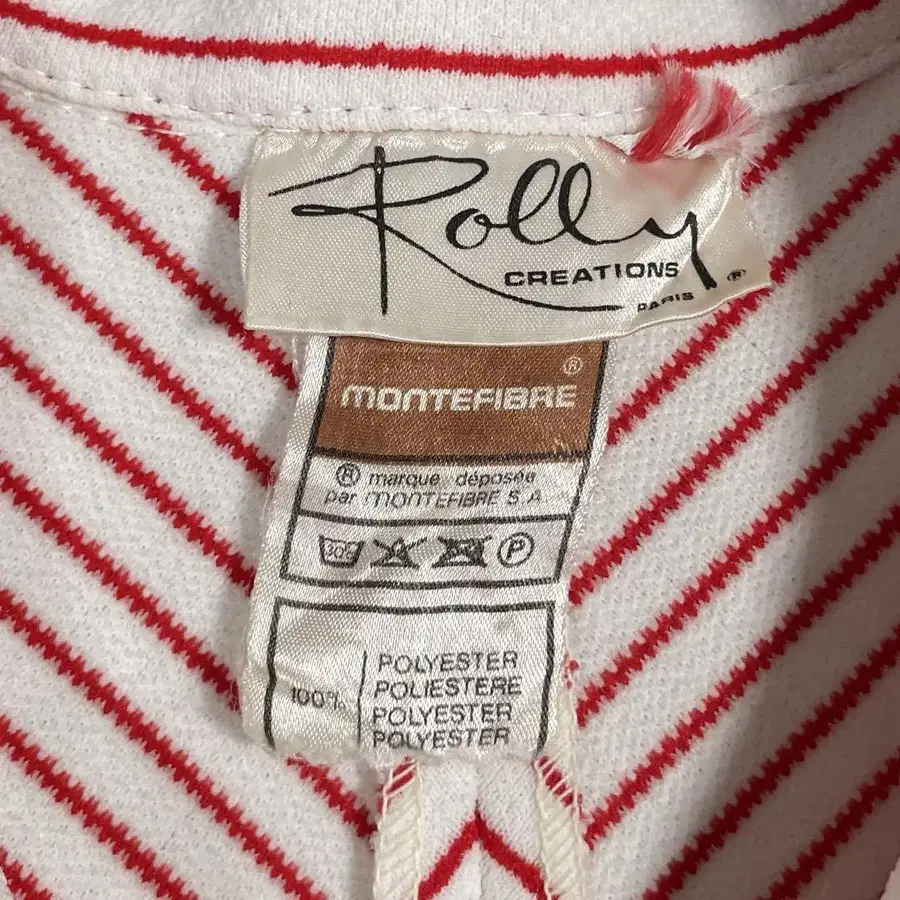 Rolly
CREATIONS
PARIS ®
MONTEFIBRE ®
® marque déposée
par MONTEFIBRE S.A.
30° P
100% POLYESTER
POLIESTERE
POLYESTER
POLYESTER